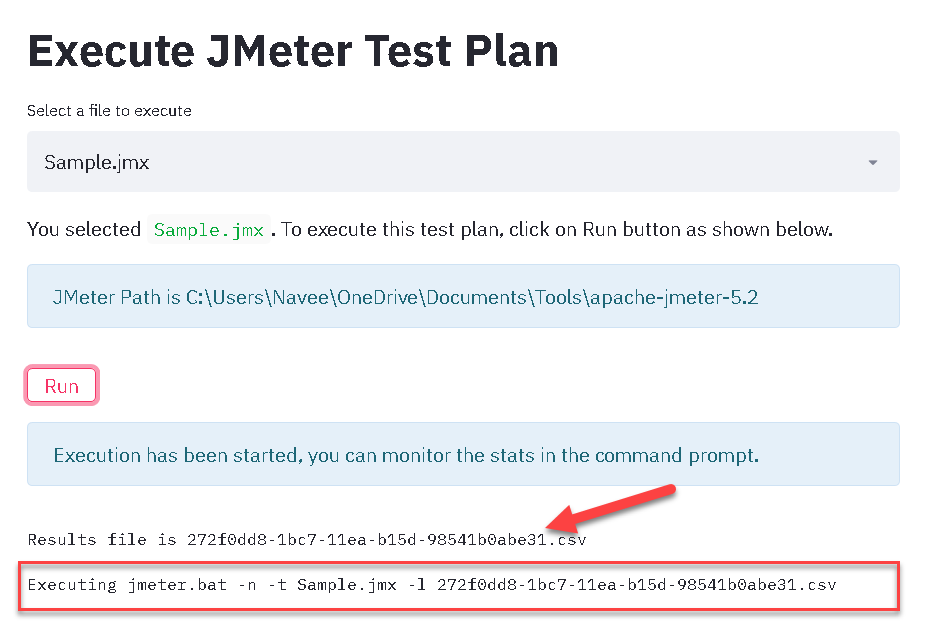 Execute JMeter Test Plan
Select a file to execute
Sample.jmx
You selected Sample.jmx . To execute this test plan, click on Run button as shown below.
JMeter Path is C:\Users\Navee\OneDrive\Documents\Tools\apache-jmeter-5.2
Run
Execution has been started, you can monitor the stats in the command prompt.
Results file is 272f0dd8-1bc7-11ea-b15d-98541b0abe31.csv
Executing jmeter.bat -n -t Sample.jmx -l 272f0dd8-1bc7-11ea-b15d-98541b0abe31.csv